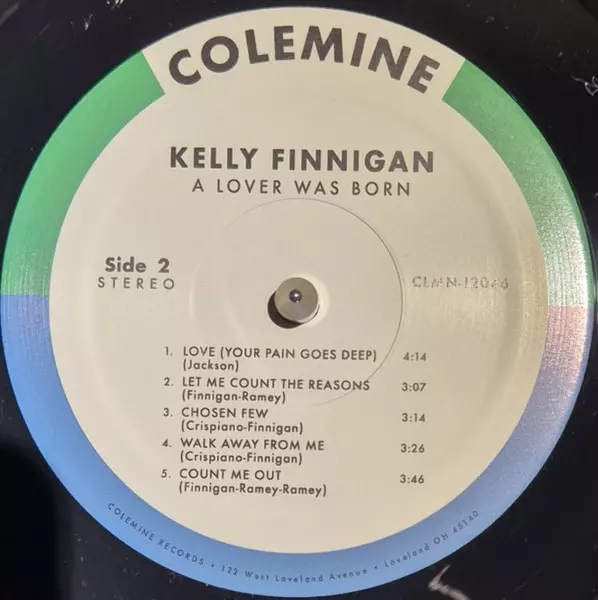 COLEMINE
KELLY FINNIGAN
A LOVER WAS BORN
Side 2
STEREO
1. LOVE (YOUR PAIN GOES DEEP) 4:14
(Jackson)
2. LET ME COUNT THE REASONS 3:07
(Finnigan-Ramey)
3. CHOSEN FEW 3:14
(Crispiano-Finnigan)
4. WALK AWAY FROM ME 3:26
(Crispiano-Finnigan)
5. COUNT ME OUT 3:46
(Finnigan-Ramey-Ramey)
COLEMINE RECORDS • 122 West Loveland Avenue • Loveland OH 45140